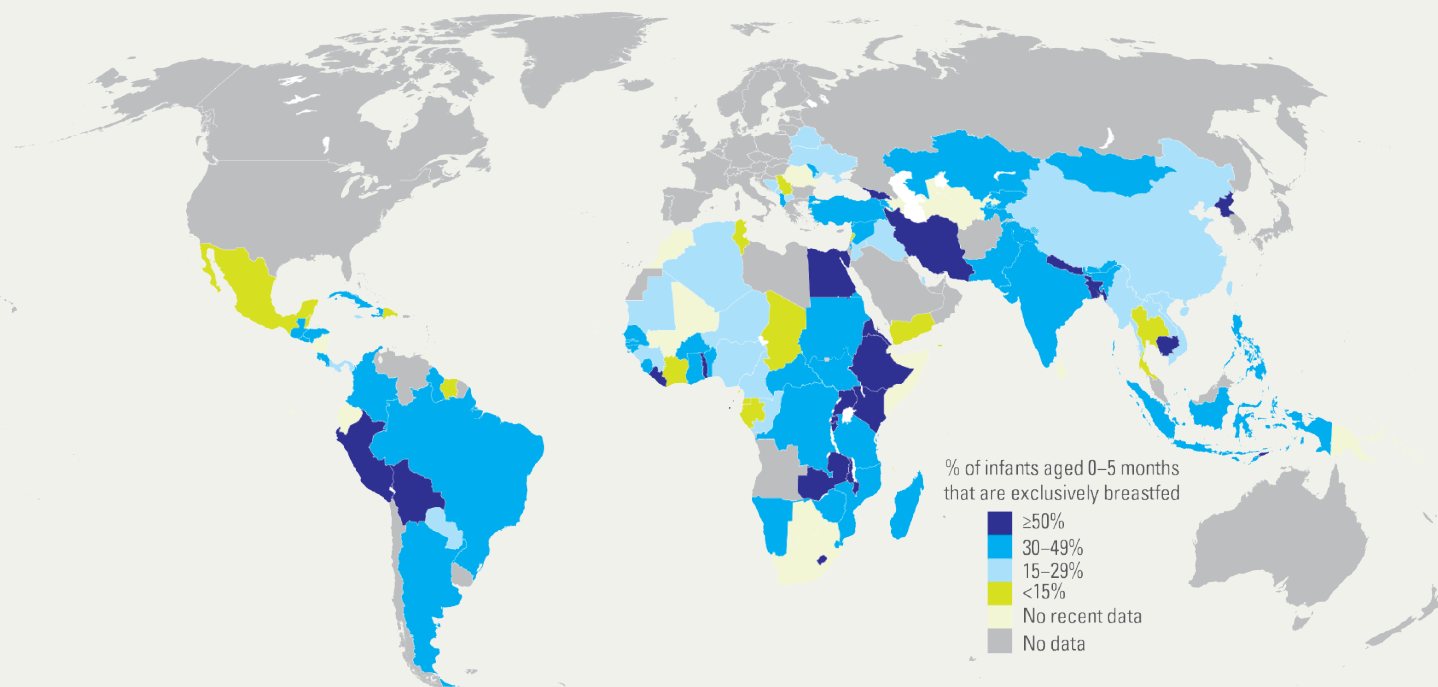 % of infants aged 0–5 months
that are exclusively breastfed
≥50%
30–49%
15–29%
<15%
No recent data
No data